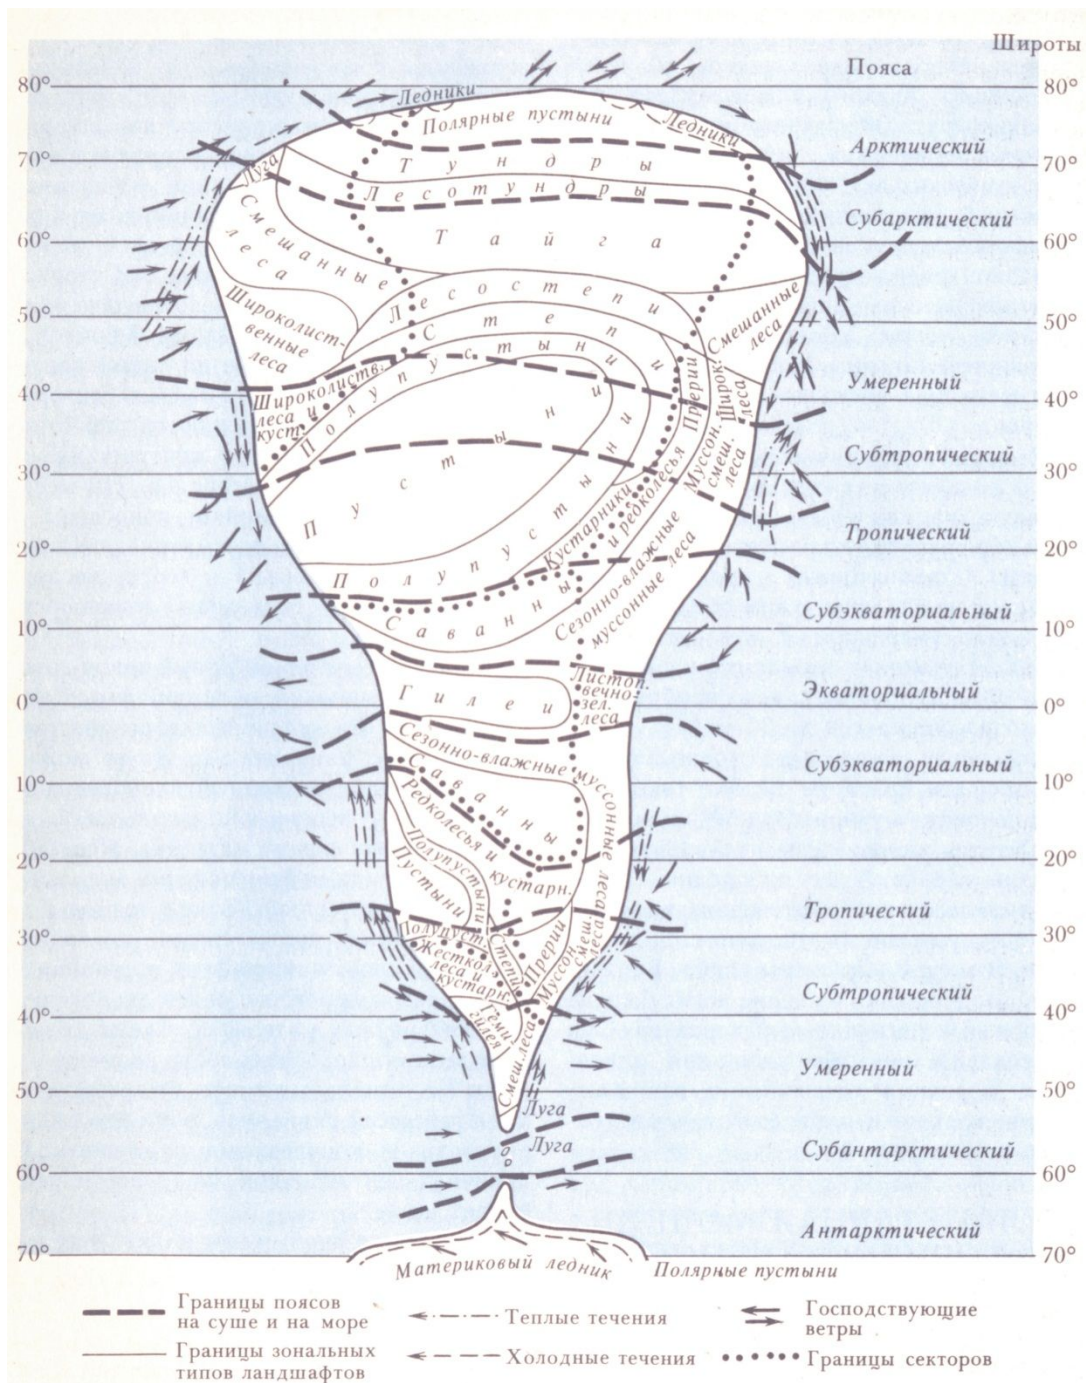 Широты
Пояса
80°
80°
Ледники
Полярные пустыни
Ледники
Арктический
70°
70°
Луга
Тундры
Лесотундры
Субарктический
60°
60°
Смешанные
леса
Тайга
50°
50°
Широколист-
венные
леса
Лесостепи
Степи
Смешанные
леса
Умеренный
40°
40°
Широколиств.
леса и
куст.
Полупустыни
Прерии
Широк.
леса
Субтропический
30°
30°
Пустыни
Муссон.
смеш.
леса
Кустарники
и редколесья
Тропический
20°
20°
Полупустыни
Саванны
Сезонно-влажные
муссонные леса
Субэкваториальный
10°
10°
Листоп.
вечно-
зел.
леса
Гилеи
Экваториальный
0°
0°
Сезонно-влажные муссонные леса
Субэкваториальный
10°
10°
Саванны
Редколесья и
кустарн.
Полупустыни
Пустыни
20°
20°
Тропический
30°
30°
Полупуст.
Жесткол.
леса и
кустарн.
Степи
Прерии
Муссон.
смеш.
леса
Субтропический
40°
40°
Геми-
гилея
Смеш. леса
Умеренный
50°
50°
Луга
Луга
Субантарктический
60°
60°
Антарктический
70°
70°
Материковый ледник
Полярные пустыни
Границы поясов
на суше и на море
Теплые течения
Господствующие
ветры
Границы зональных
типов ландшафтов
Холодные течения
Границы секторов